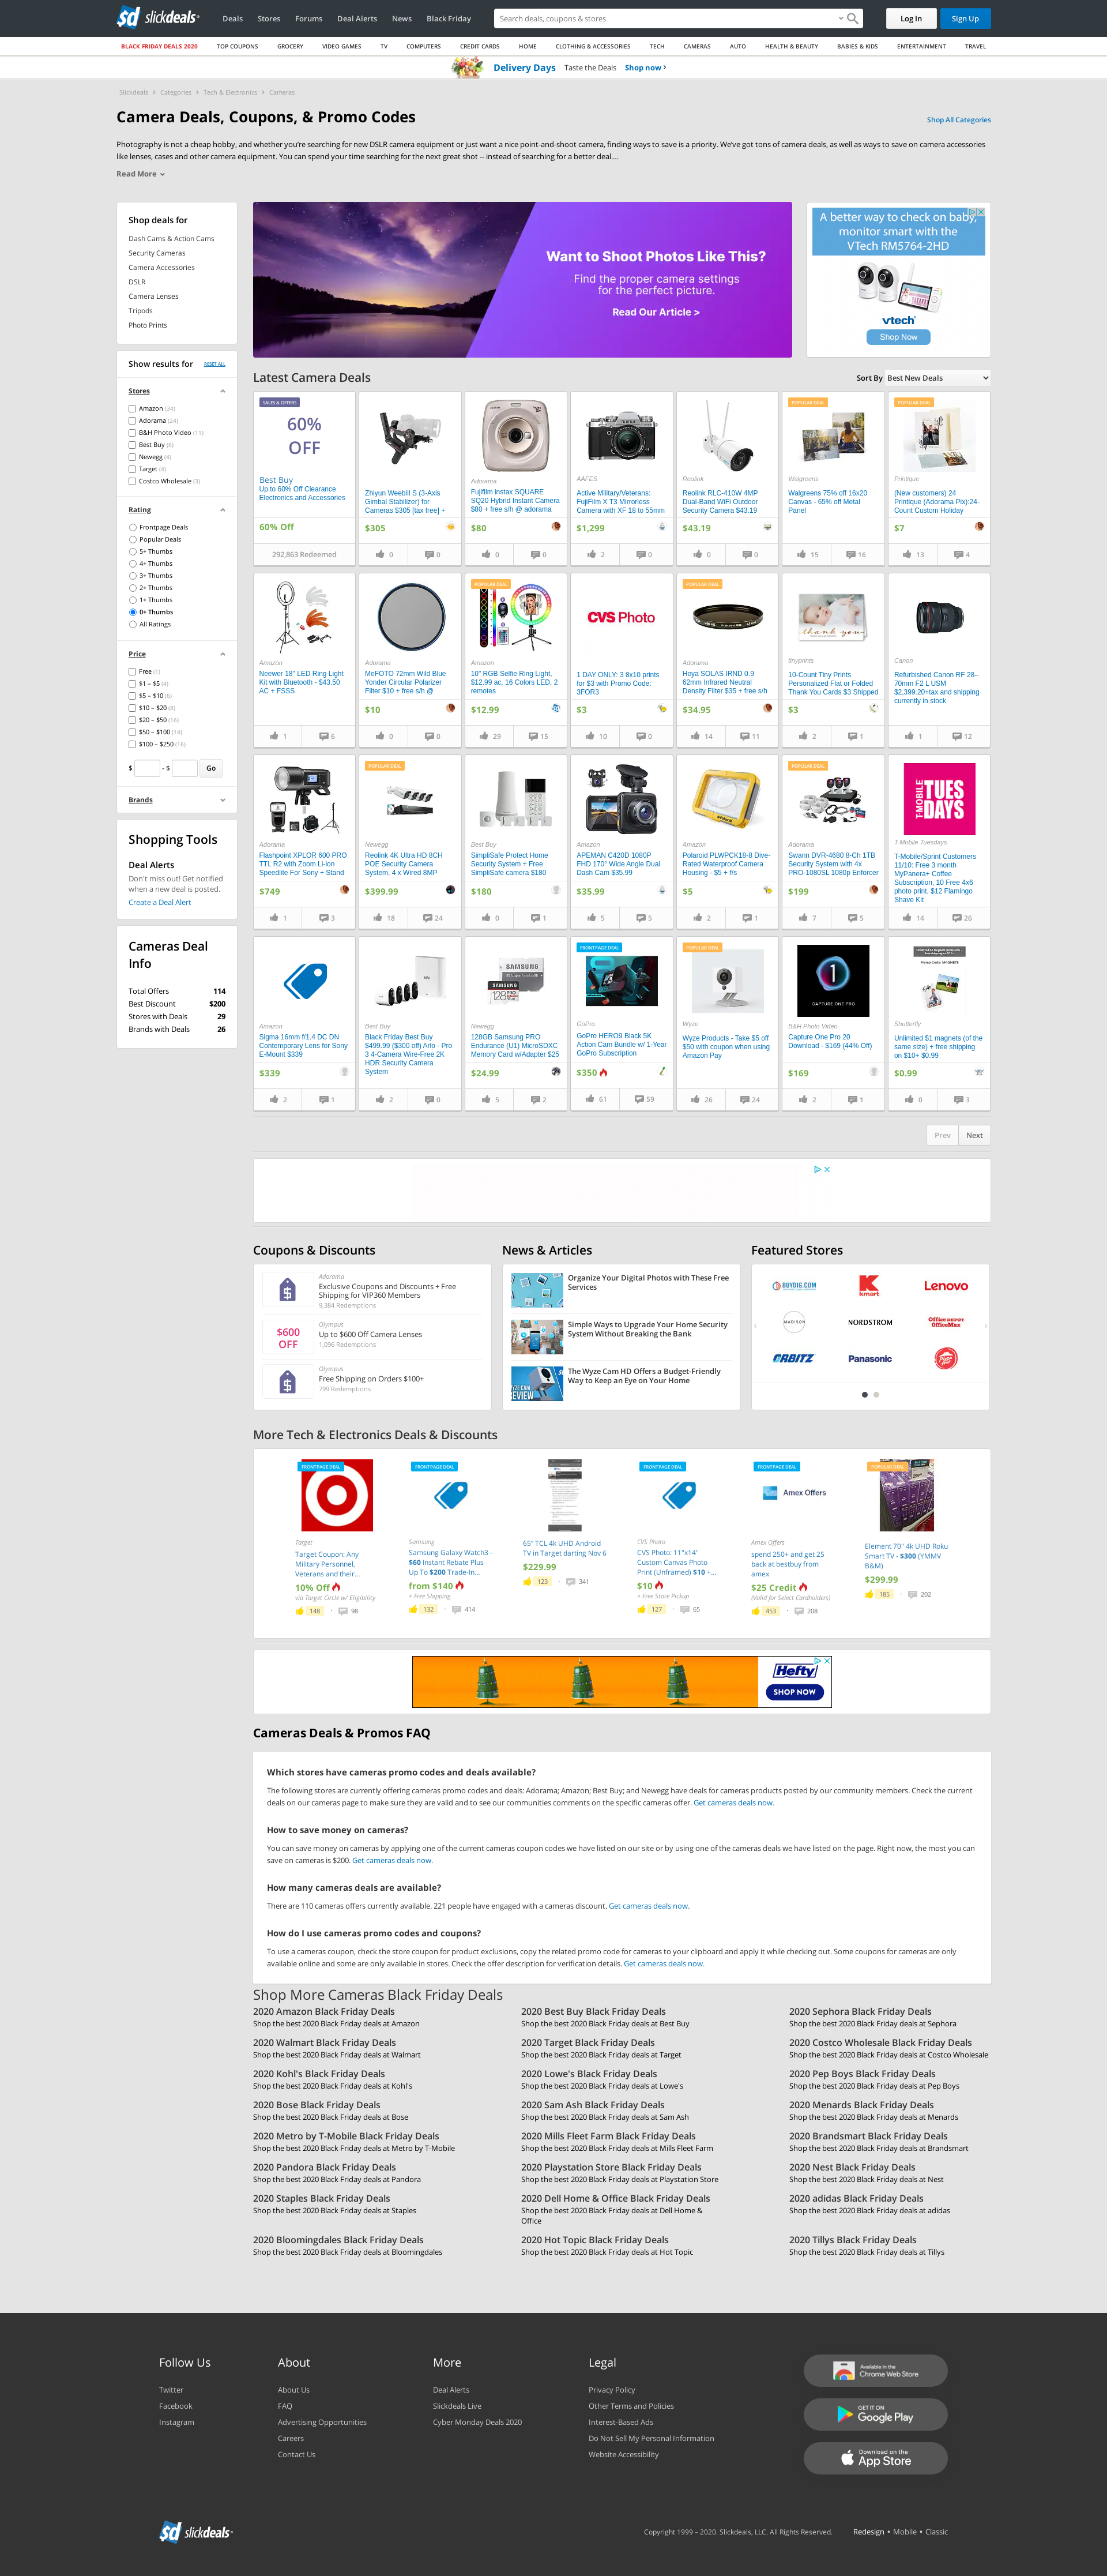 slickdeals
Deals Stores Forums Deal Alerts News Black Friday
Search deals, coupons & stores
Log In Sign Up
BLACK FRIDAY DEALS 2020 TOP COUPONS GROCERY VIDEO GAMES TV COMPUTERS CREDIT CARDS HOME CLOTHING & ACCESSORIES TECH CAMERAS AUTO HEALTH & BEAUTY BABIES & KIDS ENTERTAINMENT TRAVEL
Delivery Days Taste the Deals Shop now ›
Slickdeals > Categories > Tech & Electronics > Cameras
Camera Deals, Coupons, & Promo Codes
Shop All Categories
Photography is not a cheap hobby, and whether you're searching for new DSLR camera equipment or just want a nice point-and-shoot camera, finding ways to save is a priority. We've got tons of camera deals, as well as ways to save on camera accessories
like lenses, cases and other camera equipment. You can spend your time searching for the next great shot -- instead of searching for a better deal....
Read More
Shop deals for
Dash Cams & Action Cams
Security Cameras
Camera Accessories
DSLR
Camera Lenses
Tripods
Photo Prints
Show results for RESET ALL
Stores
Amazon (34)
Adorama (24)
B&H Photo Video (11)
Best Buy (6)
Newegg (4)
Target (4)
Costco Wholesale (3)
Rating
Frontpage Deals
Popular Deals
5+ Thumbs
4+ Thumbs
3+ Thumbs
2+ Thumbs
1+ Thumbs
0+ Thumbs
All Ratings
Price
Free (1)
$1 – $5 (4)
$5 – $10 (6)
$10 – $20 (8)
$20 – $50 (16)
$50 – $100 (14)
$100 – $250 (16)
$ - $ Go
Brands
Shopping Tools
Deal Alerts
Don't miss out! Get notified
when a new deal is posted.
Create a Deal Alert
Cameras Deal
Info
Total Offers 114
Best Discount $200
Stores with Deals 29
Brands with Deals 26
Want to Shoot Photos Like This?
Find the proper camera settings
for the perfect picture.
Read Our Article >
A better way to check on baby,
monitor smart with the
VTech RM5764-2HD
vtech
Shop Now
Latest Camera Deals
Sort By Best New Deals
SALES & OFFERS
60%
OFF
Best Buy
Up to 60% Off Clearance
Electronics and Accessories
60% Off
292,863 Redeemed
Zhiyun Weebill S (3-Axis
Gimbal Stabilizer) for
Cameras $305 [tax free] +
$305
0 0
Adorama
Fujifilm instax SQUARE
SQ20 Hybrid Instant Camera
$80 + free s/h @ adorama
$80
0 0
AAFES
Active Military/Veterans:
FujiFilm X T3 Mirrorless
Camera with XF 18 to 55mm
$1,299
2 0
Reolink
Reolink RLC-410W 4MP
Dual-Band WiFi Outdoor
Security Camera $43.19
$43.19
0 0
POPULAR DEAL
Walgreens
Walgreens 75% off 16x20
Canvas - 65% off Metal
Panel
15 16
POPULAR DEAL
Printique
(New customers) 24
Printique (Adorama Pix):24-
Count Custom Holiday
$7
13 4
Amazon
Neewer 18" LED Ring Light
Kit with Bluetooth - $43.50
AC + FSSS
1 6
Adorama
MeFOTO 72mm Wild Blue
Yonder Circular Polarizer
Filter $10 + free s/h @
$10
0 0
POPULAR DEAL
Amazon
10" RGB Selfie Ring Light,
$12.99 ac, 16 Colors LED, 2
remotes
$12.99
29 15
CVS Photo
1 DAY ONLY: 3 8x10 prints
for $3 with Promo Code:
3FOR3
$3
10 0
POPULAR DEAL
Adorama
Hoya SOLAS IRND 0.9
62mm Infrared Neutral
Density Filter $35 + free s/h
$34.95
14 11
thank you
tinyprints
10-Count Tiny Prints
Personalized Flat or Folded
Thank You Cards $3 Shipped
$3
2 1
Canon
Refurbished Canon RF 28–
70mm F2 L USM
$2,399.20+tax and shipping
currently in stock
1 12
Adorama
Flashpoint XPLOR 600 PRO
TTL R2 with Zoom Li-ion
Speedlite For Sony + Stand
$749
1 3
POPULAR DEAL
Newegg
Reolink 4K Ultra HD 8CH
POE Security Camera
System, 4 x Wired 8MP
$399.99
18 24
Best Buy
SimpliSafe Protect Home
Security System + Free
SimpliSafe camera $180
$180
0 1
Amazon
APEMAN C420D 1080P
FHD 170° Wide Angle Dual
Dash Cam $35.99
$35.99
5 5
Amazon
Polaroid PLWPCK18-8 Dive-
Rated Waterproof Camera
Housing - $5 + f/s
$5
2 1
POPULAR DEAL
Adorama
Swann DVR-4680 8-Ch 1TB
Security System with 4x
PRO-1080SL 1080p Enforcer
$199
7 5
T-MOBILE
TUES
DAYS
T-Mobile Tuesdays
T-Mobile/Sprint Customers
11/10: Free 3 month
MyPanera+ Coffee
Subscription, 10 Free 4x6
photo print, $12 Flamingo
Shave Kit
14 26
Amazon
Sigma 16mm f/1.4 DC DN
Contemporary Lens for Sony
E-Mount $339
$339
2 1
Best Buy
Black Friday Best Buy
$499.99 ($300 off) Arlo - Pro
3 4-Camera Wire-Free 2K
HDR Security Camera
System
2 0
SAMSUNG
SAMSUNG
128GB
Newegg
128GB Samsung PRO
Endurance (U1) MicroSDXC
Memory Card w/Adapter $25
$24.99
5 2
FRONTPAGE DEAL
GoPro
GoPro HERO9 Black 5K
Action Cam Bundle w/ 1-Year
GoPro Subscription
$350
61 59
POPULAR DEAL
Wyze
Wyze Products - Take $5 off
$50 with coupon when using
Amazon Pay
26 24
1
CAPTURE ONE PRO
B&H Photo Video
Capture One Pro 20
Download - $169 (44% Off)
$169
2 1
Shutterfly
Unlimited $1 magnets (of the
same size) + free shipping
on $10+ $0.99
$0.99
0 3
Prev Next
Coupons & Discounts
Adorama
Exclusive Coupons and Discounts + Free
Shipping for VIP360 Members
9,384 Redemptions
$600
OFF
Olympus
Up to $600 Off Camera Lenses
1,096 Redemptions
Olympus
Free Shipping on Orders $100+
799 Redemptions
News & Articles
Organize Your Digital Photos with These Free
Services
Simple Ways to Upgrade Your Home Security
System Without Breaking the Bank
The Wyze Cam HD Offers a Budget-Friendly
Way to Keep an Eye on Your Home
Featured Stores
BUYDIG.COM
K
kmart
Lenovo
MADISON
NORDSTROM
Office DEPOT
OfficeMax
ORBITZ
Panasonic
More Tech & Electronics Deals & Discounts
FRONTPAGE DEAL
Target
Target Coupon: Any
Military Personnel,
Veterans and their...
10% Off
via Target Circle w/ Eligibility
148 98
FRONTPAGE DEAL
Samsung
Samsung Galaxy Watch3 -
$60 Instant Rebate Plus
Up To $200 Trade-In...
from $140
+ Free Shipping
132 414
65" TCL 4k UHD Android
TV in Target darting Nov 6
$229.99
123 341
FRONTPAGE DEAL
CVS Photo
CVS Photo: 11"x14"
Custom Canvas Photo
Print (Unframed) $10 +...
$10
+ Free Store Pickup
127 65
FRONTPAGE DEAL
Amex Offers
Amex Offers
spend 250+ and get 25
back at bestbuy from
amex
$25 Credit
(Valid for Select Cardholders)
453 208
POPULAR DEAL
Element 70" 4k UHD Roku
Smart TV - $300 (YMMV
B&M)
$299.99
185 202
Hefty
SHOP NOW
Cameras Deals & Promos FAQ
Which stores have cameras promo codes and deals available?
The following stores are currently offering cameras promo codes and deals: Adorama; Amazon; Best Buy; and Newegg have deals for cameras products posted by our community members. Check the current
deals on our cameras page to make sure they are valid and to see our communities comments on the specific cameras offer. Get cameras deals now.
How to save money on cameras?
You can save money on cameras by applying one of the current cameras coupon codes we have listed on our site or by using one of the cameras deals we have listed on the page. Right now, the most you can
save on cameras is $200. Get cameras deals now.
How many cameras deals are available?
There are 110 cameras offers currently available. 221 people have engaged with a cameras discount. Get cameras deals now.
How do I use cameras promo codes and coupons?
To use a cameras coupon, check the store coupon for product exclusions, copy the related promo code for cameras to your clipboard and apply it while checking out. Some coupons for cameras are only
available online and some are only available in stores. Check the offer description for verification details. Get cameras deals now.
Shop More Cameras Black Friday Deals
2020 Amazon Black Friday Deals
Shop the best 2020 Black Friday deals at Amazon
2020 Best Buy Black Friday Deals
Shop the best 2020 Black Friday deals at Best Buy
2020 Sephora Black Friday Deals
Shop the best 2020 Black Friday deals at Sephora
2020 Walmart Black Friday Deals
Shop the best 2020 Black Friday deals at Walmart
2020 Target Black Friday Deals
Shop the best 2020 Black Friday deals at Target
2020 Costco Wholesale Black Friday Deals
Shop the best 2020 Black Friday deals at Costco Wholesale
2020 Kohl's Black Friday Deals
Shop the best 2020 Black Friday deals at Kohl's
2020 Lowe's Black Friday Deals
Shop the best 2020 Black Friday deals at Lowe's
2020 Pep Boys Black Friday Deals
Shop the best 2020 Black Friday deals at Pep Boys
2020 Bose Black Friday Deals
Shop the best 2020 Black Friday deals at Bose
2020 Sam Ash Black Friday Deals
Shop the best 2020 Black Friday deals at Sam Ash
2020 Menards Black Friday Deals
Shop the best 2020 Black Friday deals at Menards
2020 Metro by T-Mobile Black Friday Deals
Shop the best 2020 Black Friday deals at Metro by T-Mobile
2020 Mills Fleet Farm Black Friday Deals
Shop the best 2020 Black Friday deals at Mills Fleet Farm
2020 Brandsmart Black Friday Deals
Shop the best 2020 Black Friday deals at Brandsmart
2020 Pandora Black Friday Deals
Shop the best 2020 Black Friday deals at Pandora
2020 Playstation Store Black Friday Deals
Shop the best 2020 Black Friday deals at Playstation Store
2020 Nest Black Friday Deals
Shop the best 2020 Black Friday deals at Nest
2020 Staples Black Friday Deals
Shop the best 2020 Black Friday deals at Staples
2020 Dell Home & Office Black Friday Deals
Shop the best 2020 Black Friday deals at Dell Home &
Office
2020 adidas Black Friday Deals
Shop the best 2020 Black Friday deals at adidas
2020 Bloomingdales Black Friday Deals
Shop the best 2020 Black Friday deals at Bloomingdales
2020 Hot Topic Black Friday Deals
Shop the best 2020 Black Friday deals at Hot Topic
2020 Tillys Black Friday Deals
Shop the best 2020 Black Friday deals at Tillys
Follow Us
Twitter
Facebook
Instagram
About
About Us
FAQ
Advertising Opportunities
Careers
Contact Us
More
Deal Alerts
Slickdeals Live
Cyber Monday Deals 2020
Legal
Privacy Policy
Other Terms and Policies
Interest-Based Ads
Do Not Sell My Personal Information
Website Accessibility
Available in the
Chrome Web Store
GET IT ON
Google Play
Download on the
App Store
slickdeals
Copyright 1999 – 2020. Slickdeals, LLC. All Rights Reserved. Redesign • Mobile • Classic